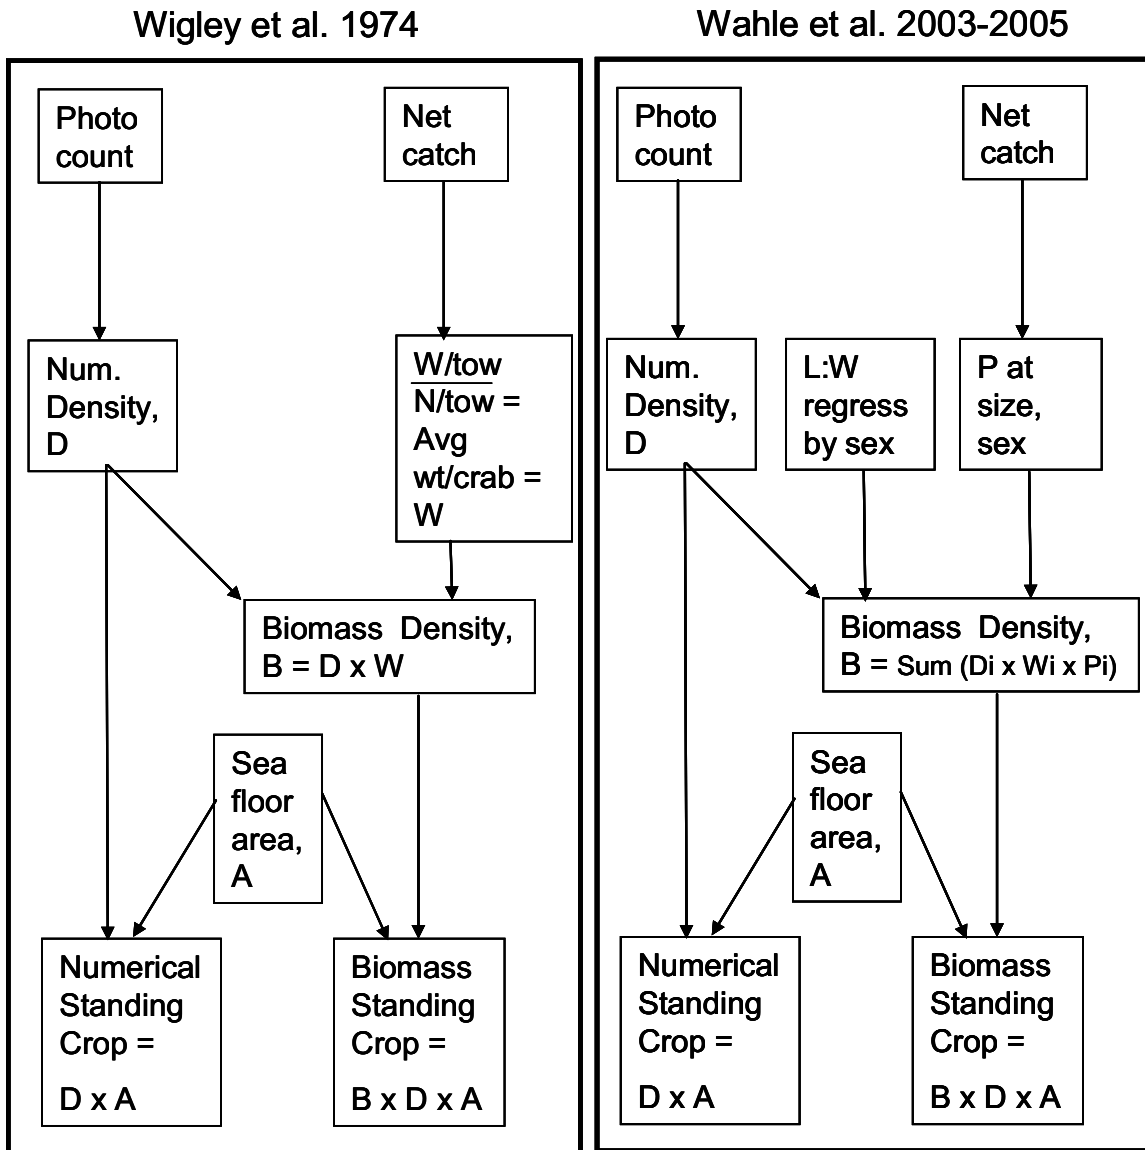 Wigley et al. 1974
Photo
count
Net
catch
Num.
Density,
D
W/tow
N/tow =
Avg
wt/crab =
W
Biomass Density,
B = D x W
Sea
floor
area,
A
Numerical
Standing
Crop =
D x A
Biomass
Standing
Crop =
B x D x A
Wahle et al. 2003-2005
Photo
count
Net
catch
Num.
Density,
D
L:W
regress
by sex
P at
size,
sex
Biomass Density,
B = Sum (Di x Wi x Pi)
Sea
floor
area,
A
Numerical
Standing
Crop =
D x A
Biomass
Standing
Crop =
B x D x A